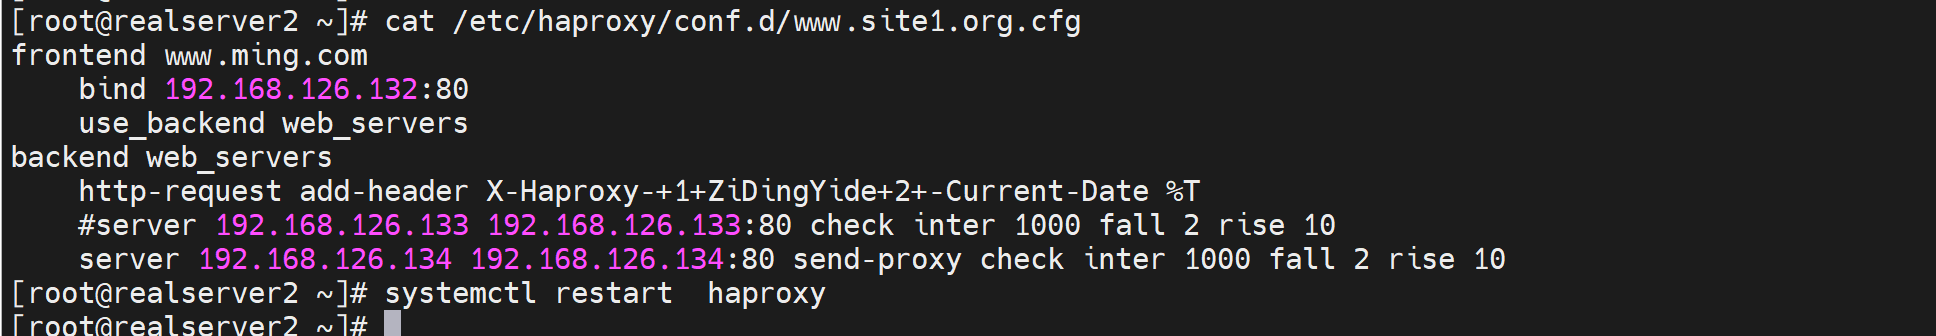 [root@realserver2 ~]# cat /etc/haproxy/conf.d/www.site1.org.cfg
frontend www.ming.com
    bind 192.168.126.132:80
    use_backend web_servers
backend web_servers
    http-request add-header X-Haproxy-+1+ZiDingYide+2+-Current-Date %T
    #server 192.168.126.133 192.168.126.133:80 check inter 1000 fall 2 rise 10
    server 192.168.126.134 192.168.126.134:80 send-proxy check inter 1000 fall 2 rise 10
[root@realserver2 ~]# systemctl restart  haproxy
[root@realserver2 ~]#